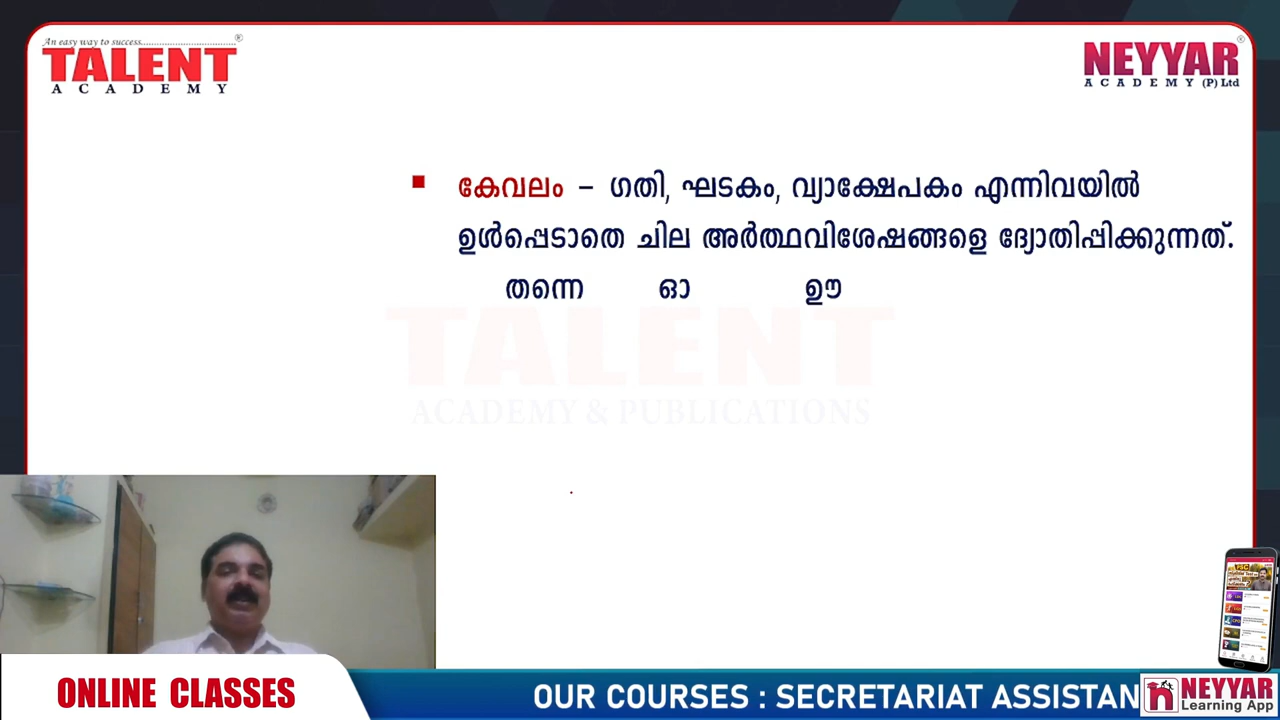 An easy way to success
TALENT
ACADEMY
NEYYAR
ACADEMY (P) Ltd
കേവലം – ഗതി, ഘടകം, വ്യാക്ഷേപകം എന്നിവയിൽ
ഉൾപ്പെടാതെ ചില അർത്ഥവിശേഷങ്ങളെ ദ്യോതിപ്പിക്കുന്നത്.
തന്നെ ഓ ഊ
TALENT
ACADEMY & PUBLICATIONS
ONLINE CLASSES
OUR COURSES : SECRETARIAT ASSISTAN
NEYYAR
Learning App